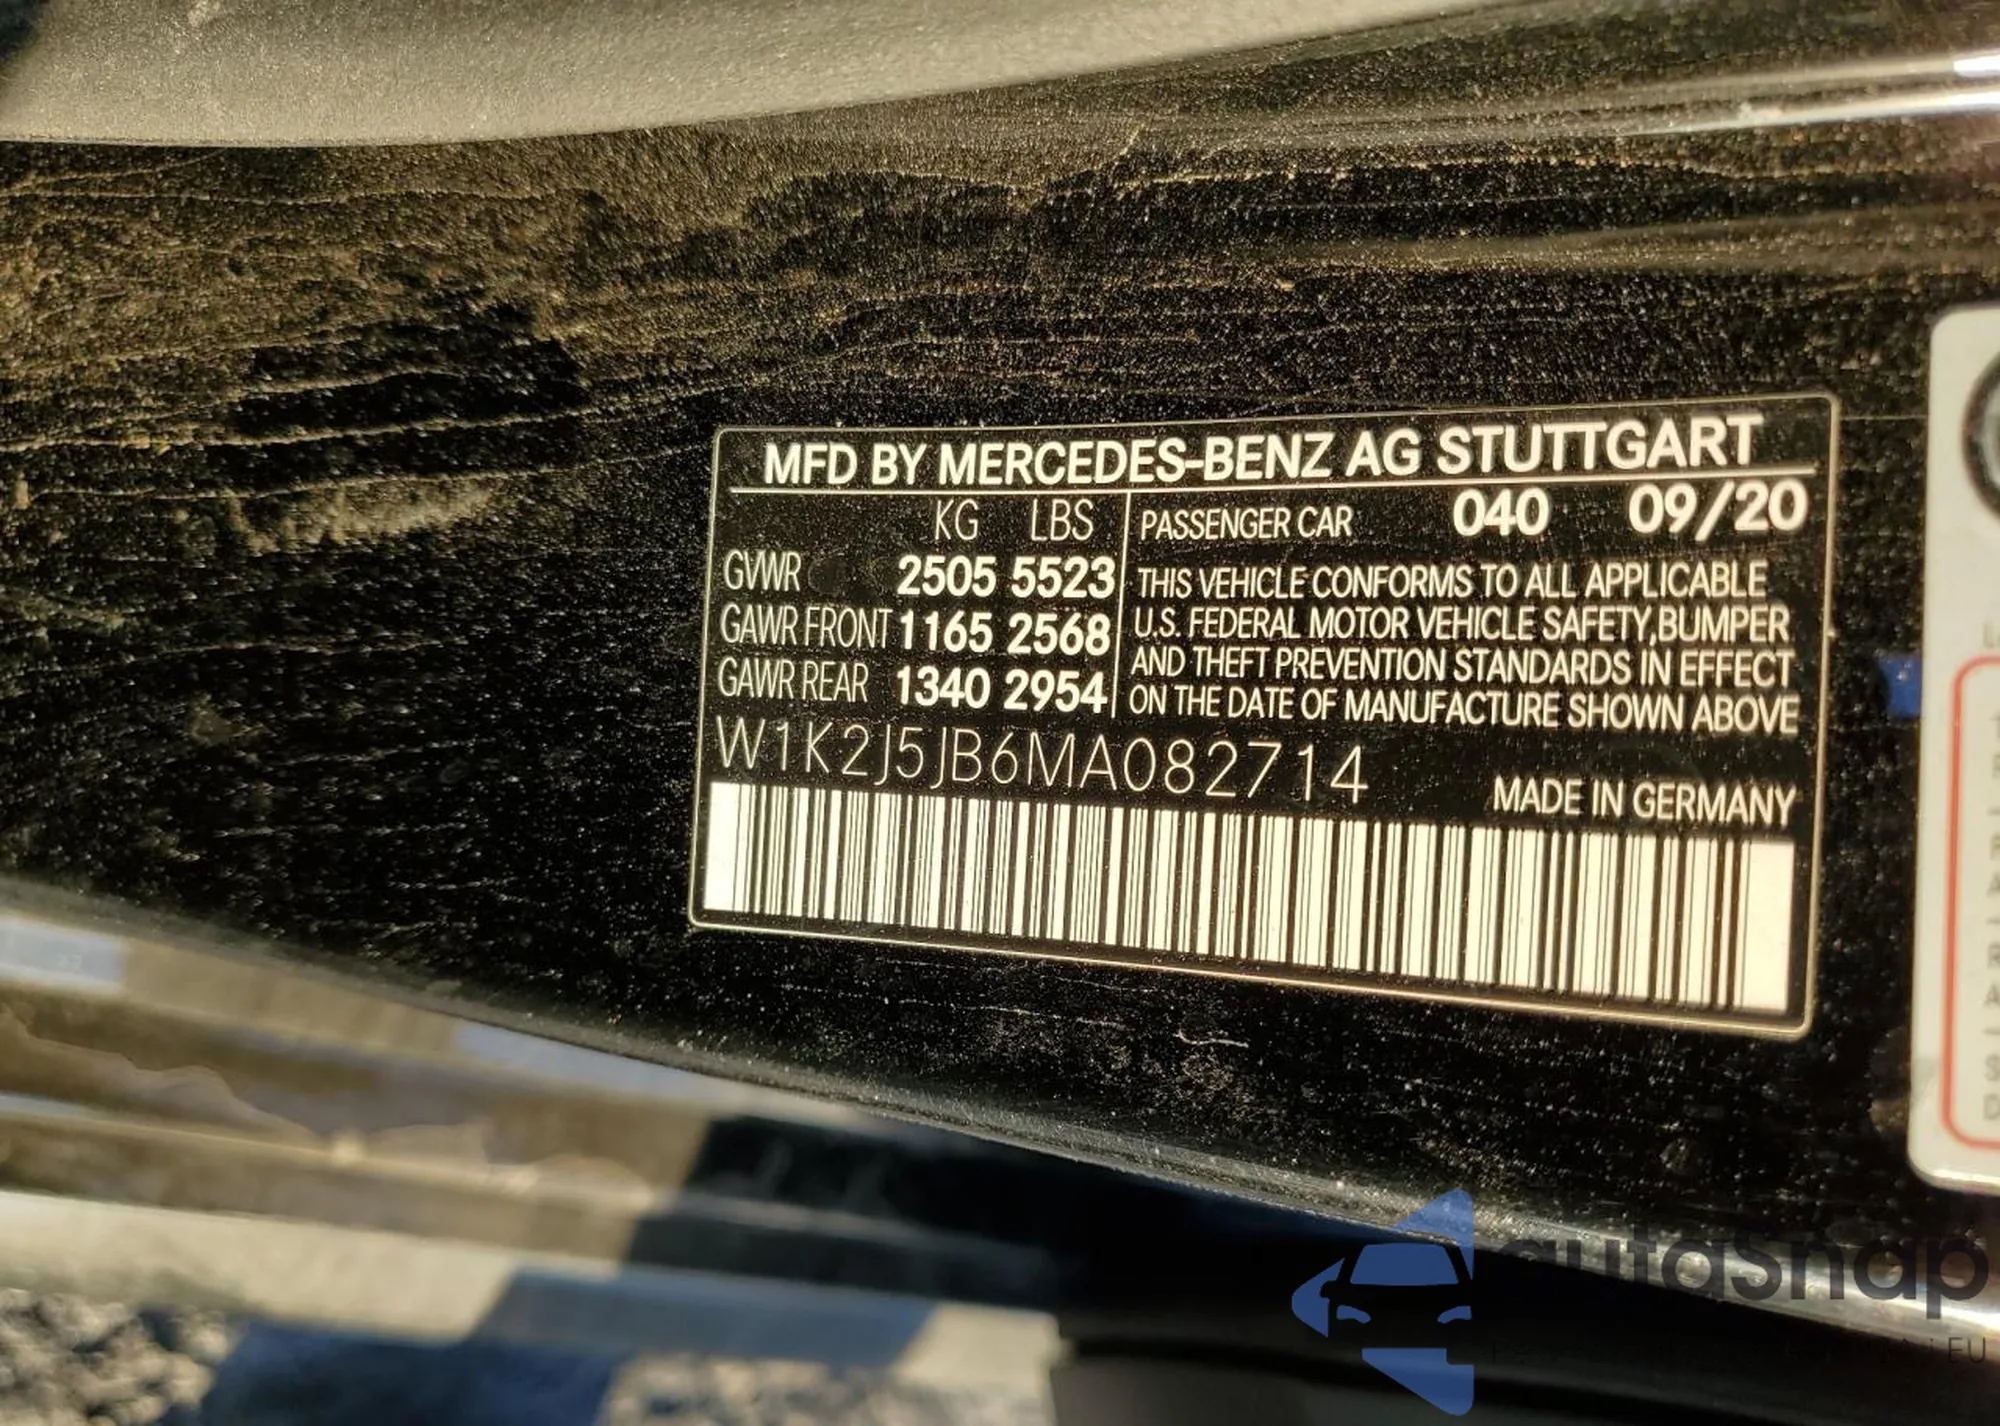 MFD BY MERCEDES-BENZ AG STUTTGART
KG LBS
PASSENGER CAR 040 09/20
GVWR 2505 5523
GAWR FRONT 1165 2568
GAWR REAR 1340 2954
THIS VEHICLE CONFORMS TO ALL APPLICABLE
U.S. FEDERAL MOTOR VEHICLE SAFETY, BUMPER
AND THEFT PREVENTION STANDARDS IN EFFECT
ON THE DATE OF MANUFACTURE SHOWN ABOVE
W1K2J5JB6MA082714
MADE IN GERMANY
autasnap
EU